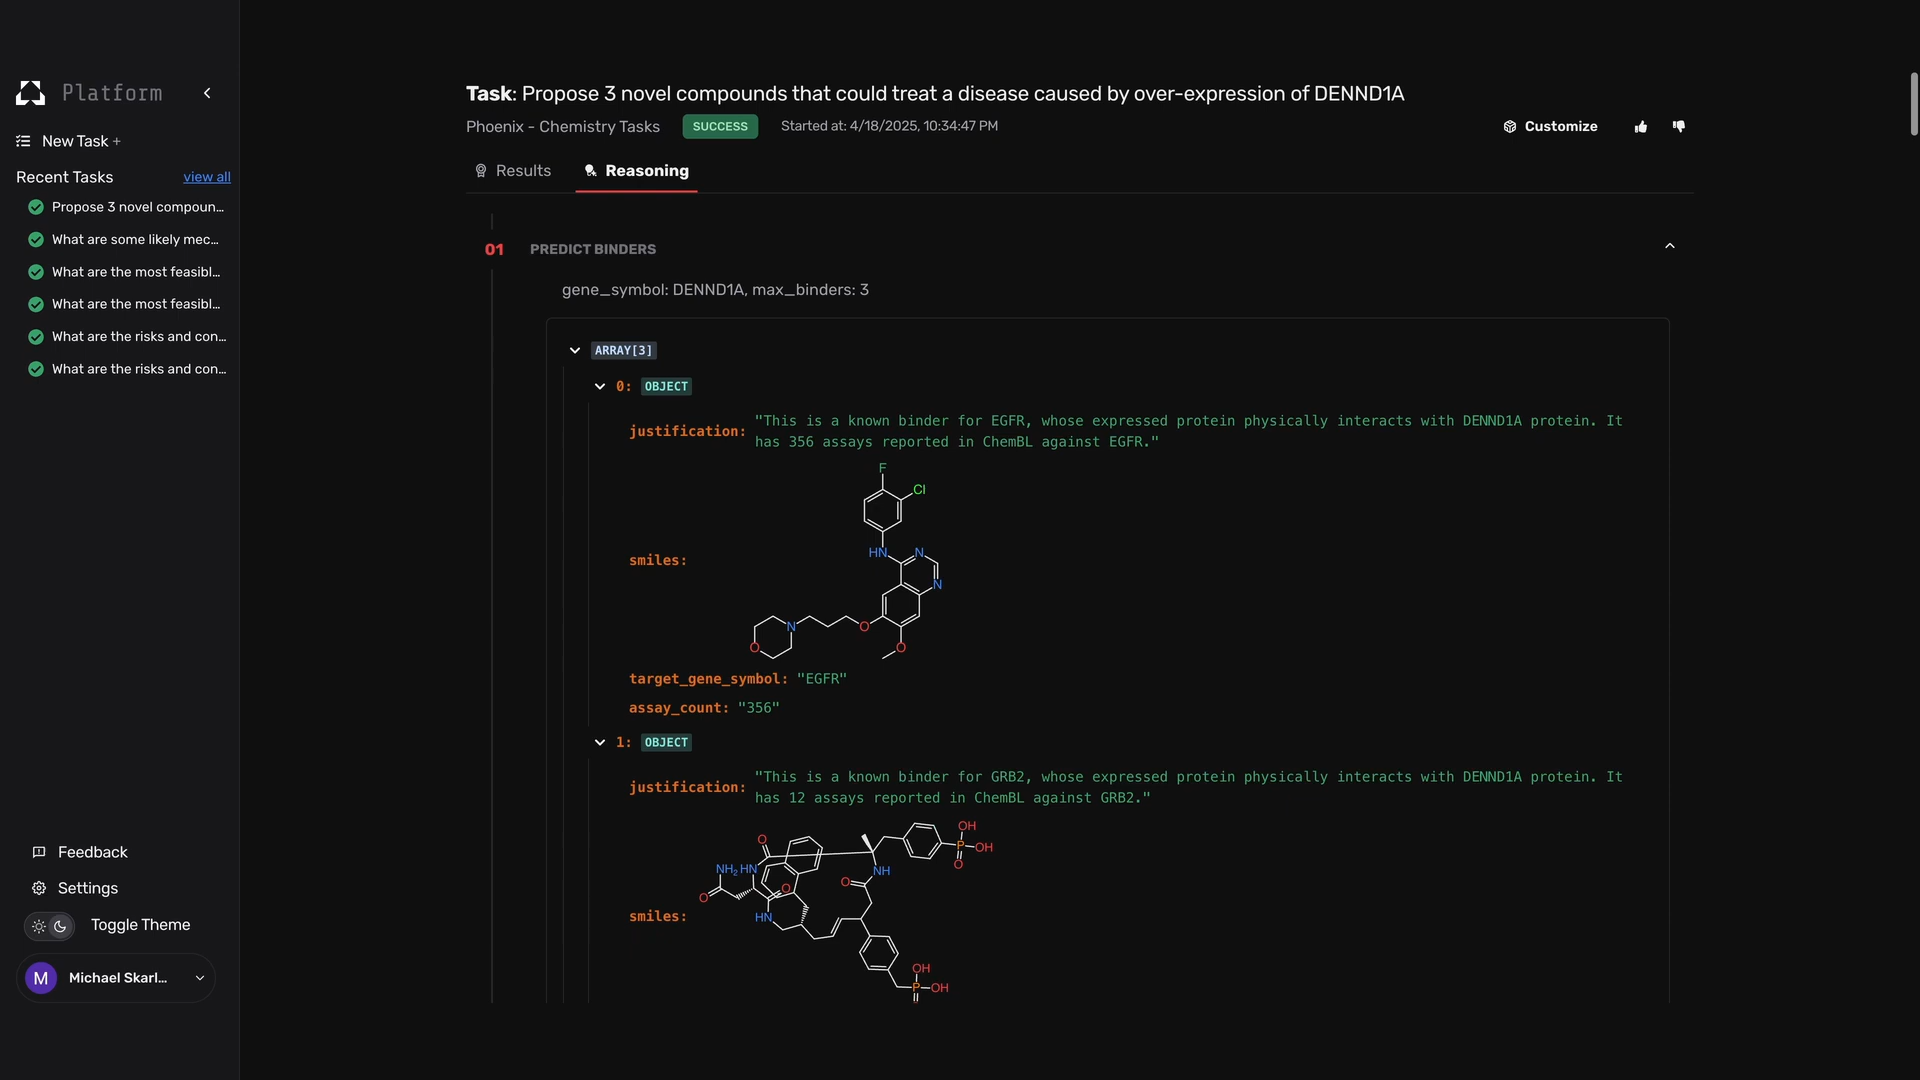 Platform
New Task +
Recent Tasks view all
Propose 3 novel compoun...
What are some likely mec...
What are the most feasibl...
What are the most feasibl...
What are the risks and con...
What are the risks and con...
Feedback
Settings
Toggle Theme
M Michael Skarl...
Task: Propose 3 novel compounds that could treat a disease caused by over-expression of DENND1A
Phoenix - Chemistry Tasks SUCCESS Started at: 4/18/2025, 10:34:47 PM
Customize
Results Reasoning
01 PREDICT BINDERS
gene_symbol: DENND1A, max_binders: 3
ARRAY[3]
0: OBJECT
justification: "This is a known binder for EGFR, whose expressed protein physically interacts with DENND1A protein. It
has 356 assays reported in ChemBL against EGFR."
smiles:
F
Cl
HN N
N
N O
O O
target_gene_symbol: "EGFR"
assay_count: "356"
1: OBJECT
justification: "This is a known binder for GRB2, whose expressed protein physically interacts with DENND1A protein. It
has 12 assays reported in ChemBL against GRB2."
smiles:
OH
O P OH
O
NH₂ HN NH
O O O
HN
OH
P OH